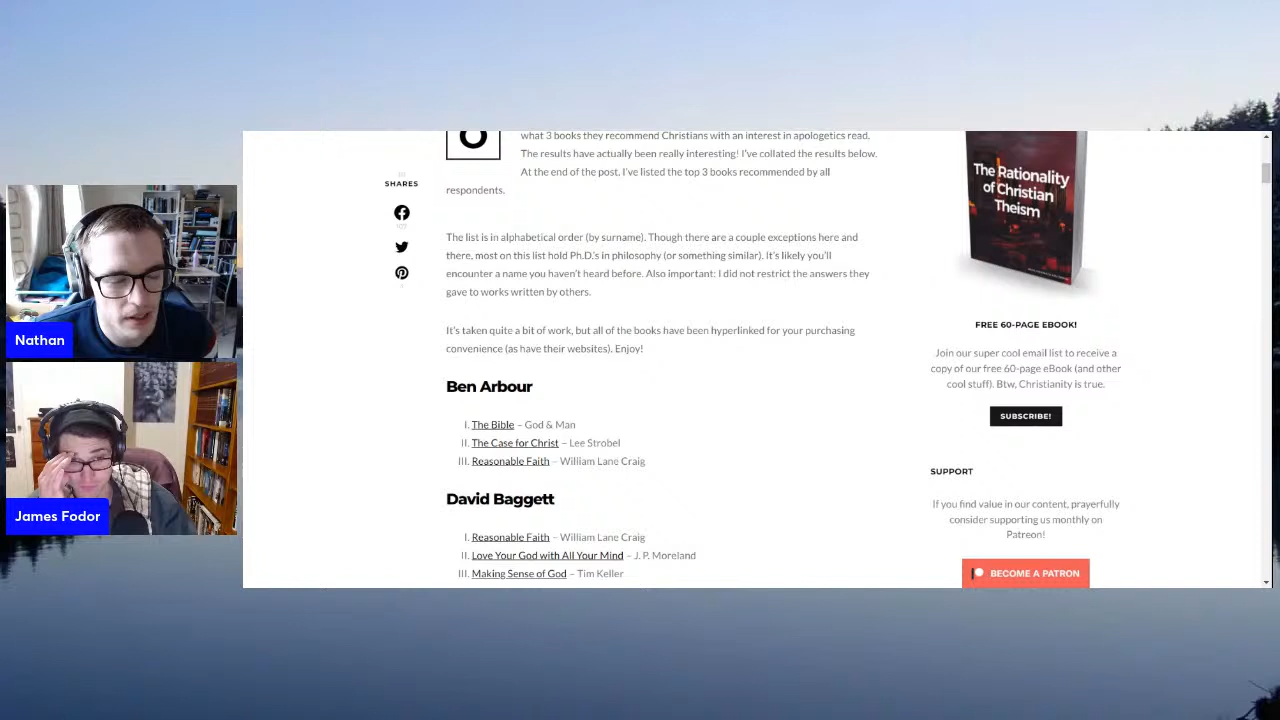 Nathan
James Fodor
SHARES
O
what 3 books they recommend Christians with an interest in apologetics read.
The results have actually been really interesting! I've collated the results below.
At the end of the post, I've listed the top 3 books recommended by all
respondents.
The list is in alphabetical order (by surname). Though there are a couple exceptions here and
there, most on this list hold Ph.D.'s in philosophy (or something similar). It's likely you'll
encounter a name you haven't heard before. Also important: I did not restrict the answers they
gave to works written by others.
It's taken quite a bit of work, but all of the books have been hyperlinked for your purchasing
convenience (as have their websites). Enjoy!
Ben Arbour
I. The Bible – God & Man
II. The Case for Christ – Lee Strobel
III. Reasonable Faith – William Lane Craig
David Baggett
I. Reasonable Faith – William Lane Craig
II. Love Your God with All Your Mind – J. P. Moreland
III. Making Sense of God – Tim Keller
The Rationality
of Christian
Theism
FREE 60-PAGE EBOOK!
Join our super cool email list to receive a
copy of our free 60-page eBook (and other
cool stuff). Btw, Christianity is true.
SUBSCRIBE!
SUPPORT
If you find value in our content, prayerfully
consider supporting us monthly on
Patreon!
BECOME A PATRON